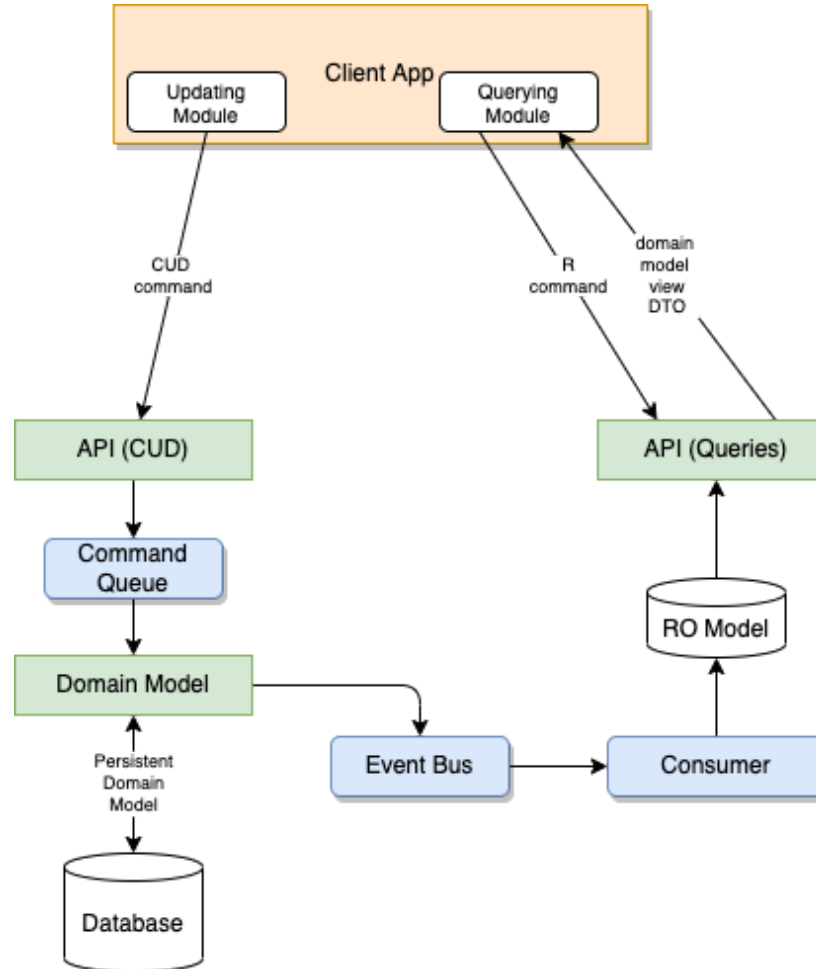 Client App
Updating
Module
Querying
Module
CUD
command
R
command
domain
model
view
DTO
API (CUD)
API (Queries)
Command
Queue
RO Model
Domain Model
Event Bus
Consumer
Persistent
Domain
Model
Database